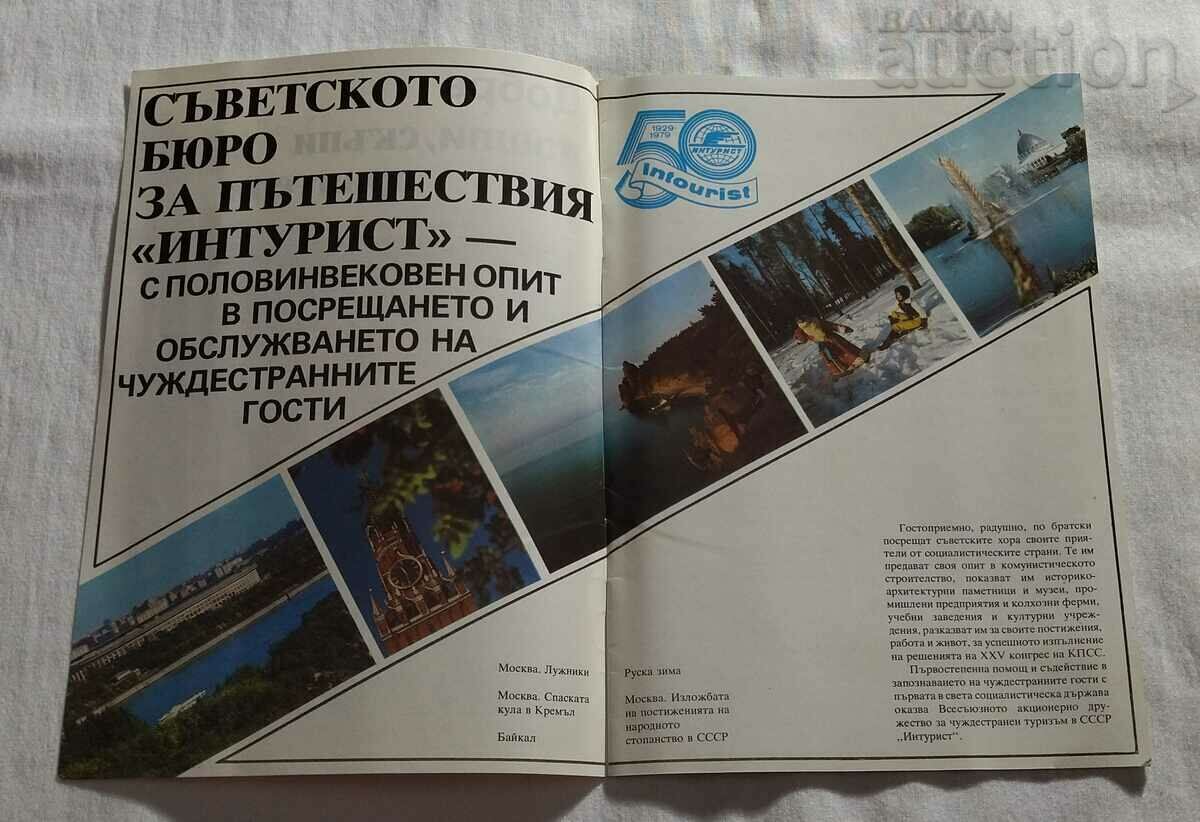 СЪВЕТСКОТО
БЮРО
ЗА ПЪТЕШЕСТВИЯ
«ИНТУРИСТ» —
С ПОЛОВИНВЕКОВЕН ОПИТ
В ПОСРЕЩАНЕТО И
ОБСЛУЖВАНЕТО НА
ЧУЖДЕСТРАННИТЕ
ГОСТИ
Москва. Лужники
Москва. Спаската
кула в Кремъл
Байкал
50
1929-
1979
ИНТУРИСТ
Intourist
Руска зима
Москва. Изложбата
на постиженията на
народното
стопанство в СССР
Гостоприемно, радушно, по братски
посрещат съветските хора своите прия-
тели от социалистическите страни. Те им
предават своя опит в комунистическото
строителство, показват им историко-
архитектурни паметници и музеи, про-
мишлени предприятия и колхозни ферми,
учебни заведения и културни учреж-
дения, разказват им за своите постижения,
работа и живот, за успешното изпълнение
на решенията на XXV конгрес на КПСС.
Първостепенна помощ и съдействие в
запознаването на чуждестранните гости с
първата в света социалистическа държава
оказва Всесъюзното акционерно дру-
жество за чуждестранен туризъм в СССР
„Интурист“.
BALKAN
auction